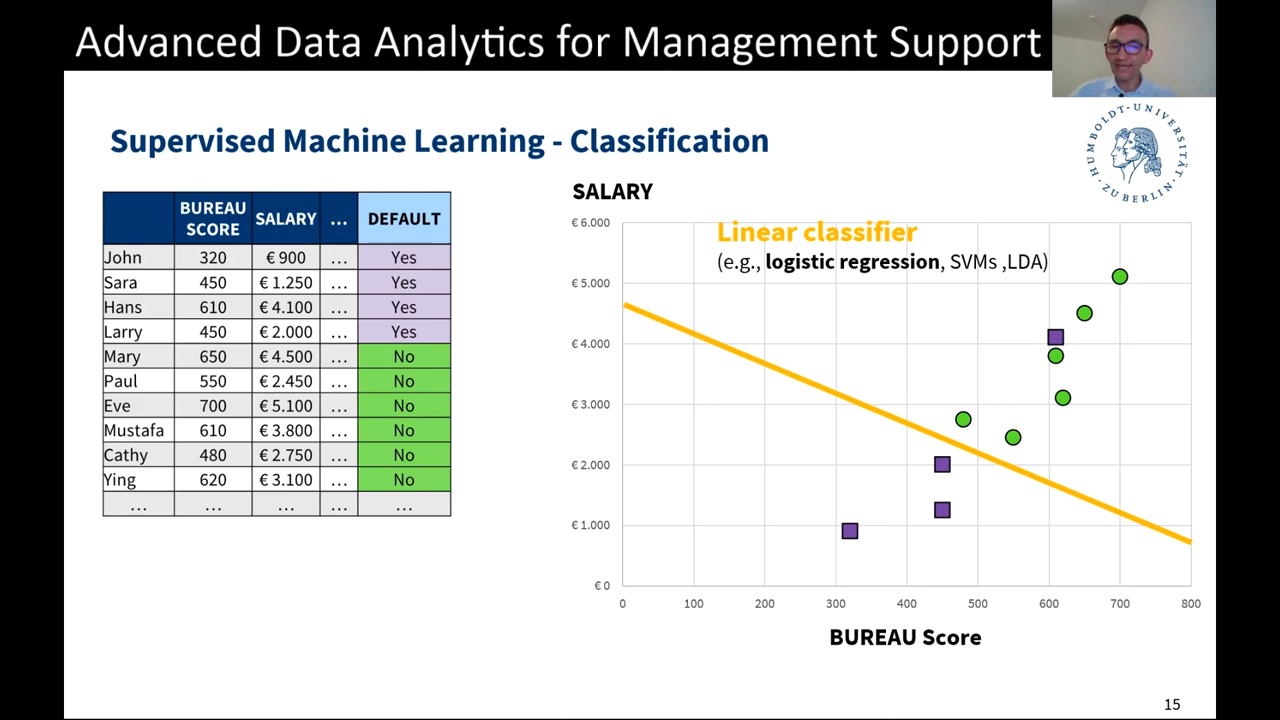 Advanced Data Analytics for Management Support
HUMBOLDT-UNIVERSITÄT
ZU BERLIN
Supervised Machine Learning - Classification
BUREAU SCORE SALARY … DEFAULT
John 320 € 900 … Yes
Sara 450 € 1.250 … Yes
Hans 610 € 4.100 … Yes
Larry 450 € 2.000 … Yes
Mary 650 € 4.500 … No
Paul 550 € 2.450 … No
Eve 700 € 5.100 … No
Mustafa 610 € 3.800 … No
Cathy 480 € 2.750 … No
Ying 620 € 3.100 … No
… … … … …
SALARY
Linear classifier
(e.g., logistic regression, SVMs ,LDA)
€ 6.000
€ 5.000
€ 4.000
€ 3.000
€ 2.000
€ 1.000
€ 0
0 100 200 300 400 500 600 700 800
BUREAU Score
15